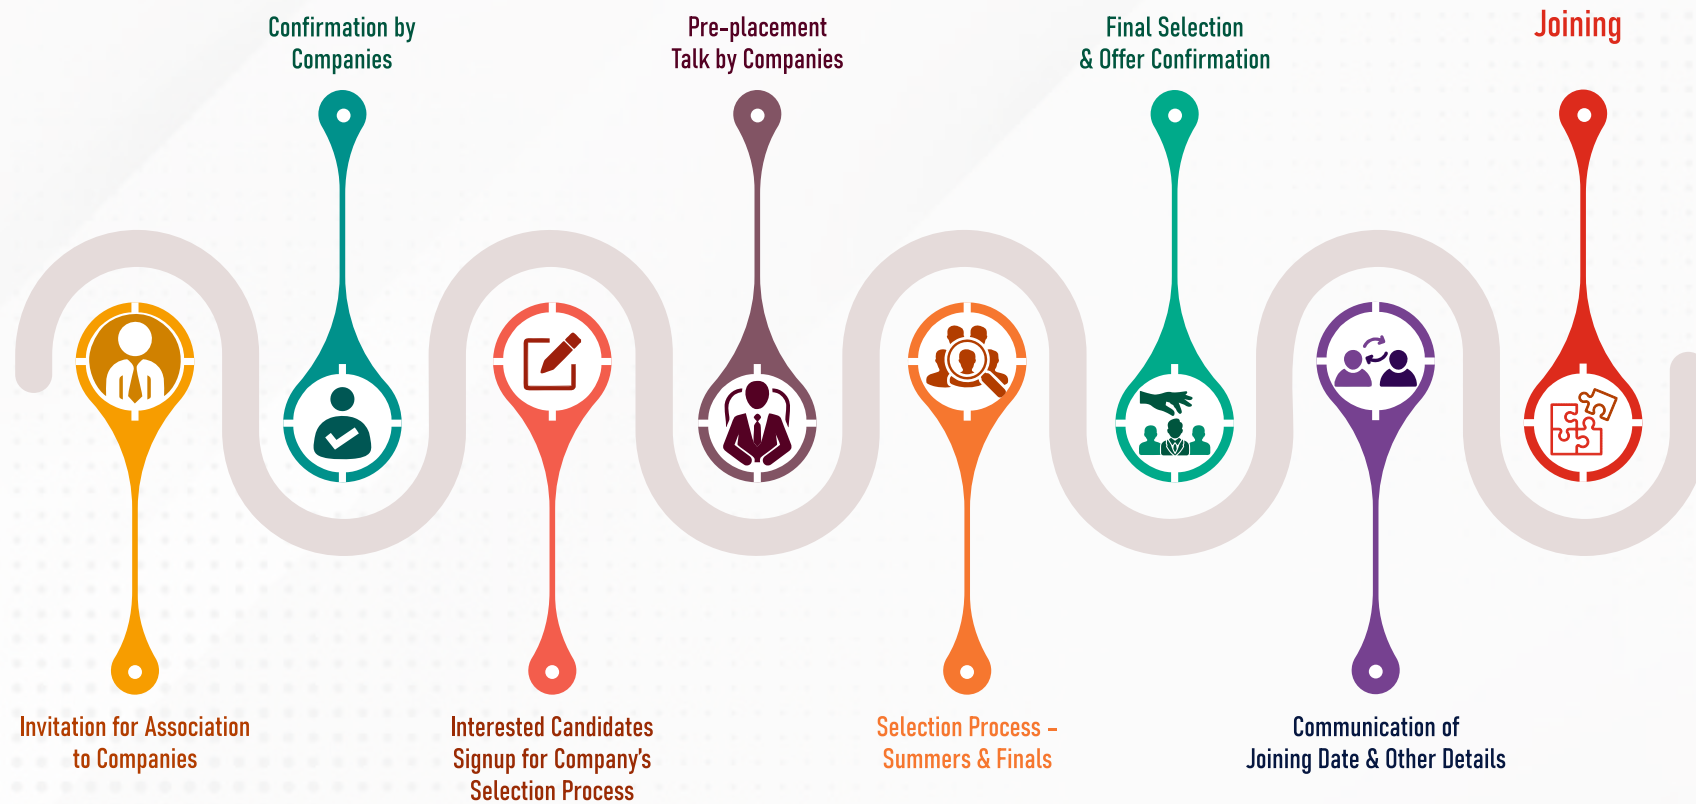 Confirmation by
Companies
Pre-placement
Talk by Companies
Final Selection
& Offer Confirmation
Joining
Invitation for Association
to Companies
Interested Candidates
Signup for Company's
Selection Process
Selection Process –
Summers & Finals
Communication of
Joining Date & Other Details